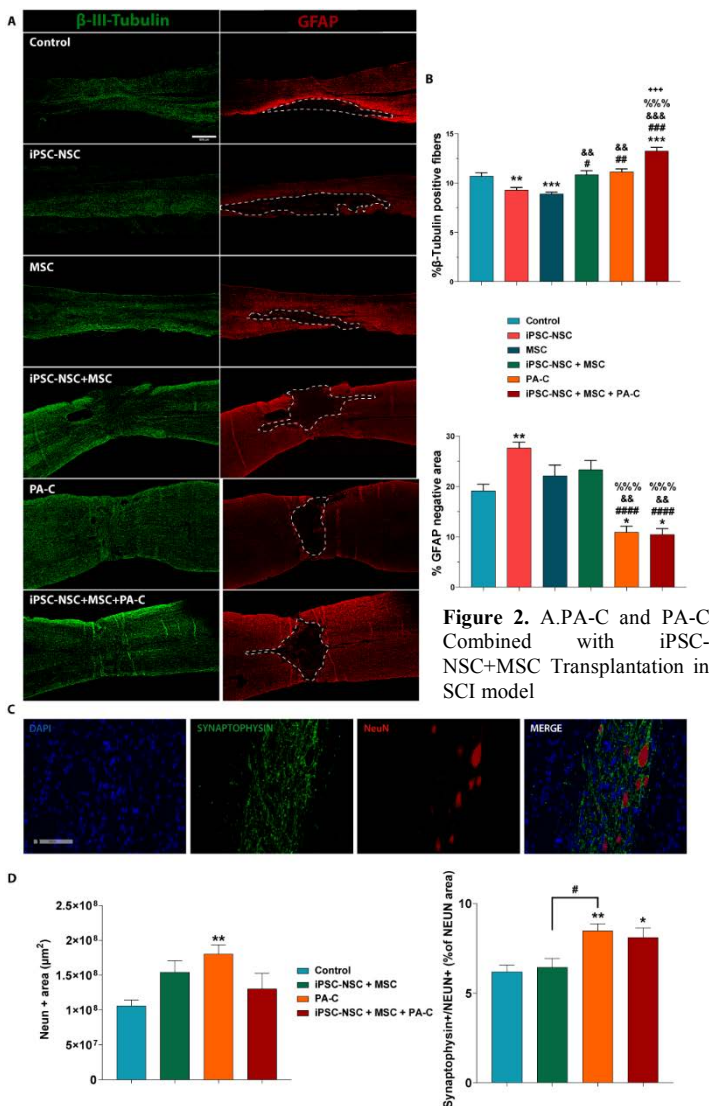 A
β-III-Tubulin
GFAP
Control
iPSC-NSC
MSC
iPSC-NSC+MSC
PA-C
iPSC-NSC+MSC+PA-C
B
+++
%%%
&&&
###
***
&&
##
&&
#
***
**
15
10
5
0
%β-Tubulin positive fibers
Control
iPSC-NSC
MSC
iPSC-NSC + MSC
PA-C
iPSC-NSC + MSC + PA-C
**
%%% %%%
&& &&
#### ####
* *
30
20
10
0
% GFAP negative area
Figure 2. A.PA-C and PA-C
Combined with iPSC-
NSC+MSC Transplantation in
SCI model
C
DAPI
SYNAPTOPHYSIN
NeuN
MERGE
D
2.5×10⁸
2×10⁸
1.5×10⁸
1×10⁸
5×10⁷
0
Neun + area (µm²)
**
Control
iPSC-NSC + MSC
PA-C
iPSC-NSC + MSC + PA-C
Synaptophysin+/NEUN+ (%of NEUN area)
10
5
0
#
**
*